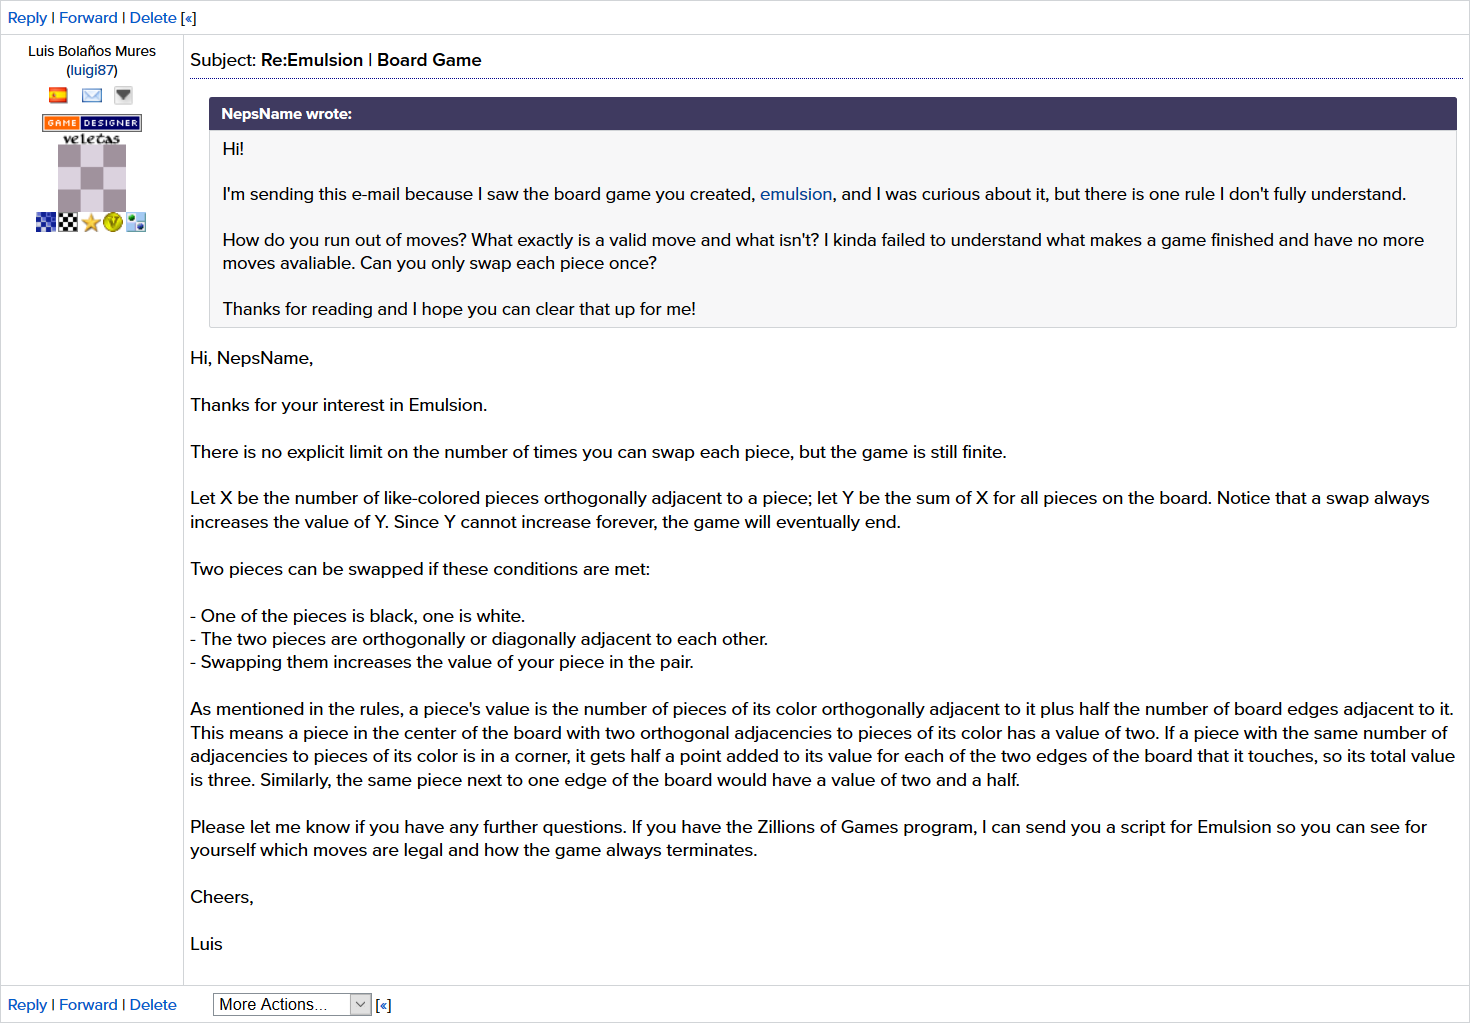 Reply | Forward | Delete [«]
Luis Bolaños Mures
(luigi87)
GAME DESIGNER
veletas
Subject: Re:Emulsion | Board Game
NepsName wrote:
Hi!
I'm sending this e-mail because I saw the board game you created, emulsion, and I was curious about it, but there is one rule I don't fully understand.
How do you run out of moves? What exactly is a valid move and what isn't? I kinda failed to understand what makes a game finished and have no more
moves avaliable. Can you only swap each piece once?
Thanks for reading and I hope you can clear that up for me!
Hi, NepsName,
Thanks for your interest in Emulsion.
There is no explicit limit on the number of times you can swap each piece, but the game is still finite.
Let X be the number of like-colored pieces orthogonally adjacent to a piece; let Y be the sum of X for all pieces on the board. Notice that a swap always
increases the value of Y. Since Y cannot increase forever, the game will eventually end.
Two pieces can be swapped if these conditions are met:
- One of the pieces is black, one is white.
- The two pieces are orthogonally or diagonally adjacent to each other.
- Swapping them increases the value of your piece in the pair.
As mentioned in the rules, a piece's value is the number of pieces of its color orthogonally adjacent to it plus half the number of board edges adjacent to it.
This means a piece in the center of the board with two orthogonal adjacencies to pieces of its color has a value of two. If a piece with the same number of
adjacencies to pieces of its color is in a corner, it gets half a point added to its value for each of the two edges of the board that it touches, so its total value
is three. Similarly, the same piece next to one edge of the board would have a value of two and a half.
Please let me know if you have any further questions. If you have the Zillions of Games program, I can send you a script for Emulsion so you can see for
yourself which moves are legal and how the game always terminates.
Cheers,
Luis
Reply | Forward | Delete More Actions... [«]